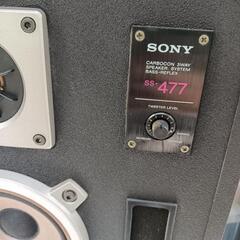 SONY
CARBOCON 3WAY
SPEAKER SYSTEM
BASS-REFLEX
SS-477
TWEETER LEVEL